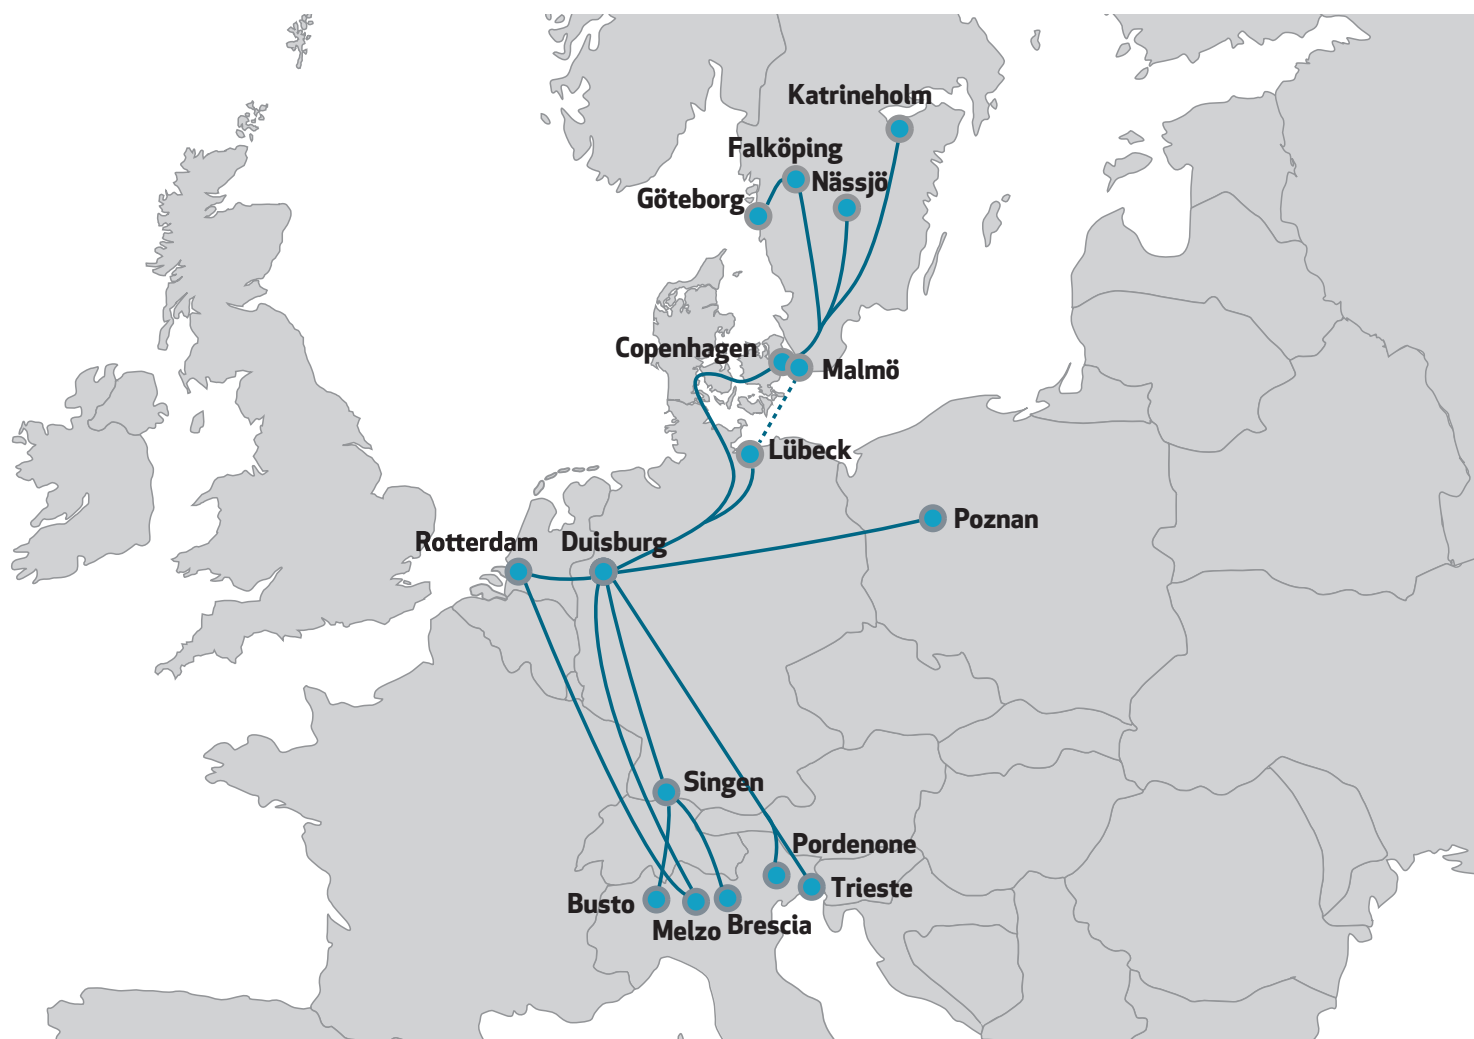 Katrineholm
Falköping
Nässjö
Göteborg
Copenhagen
Malmö
Lübeck
Poznan
Rotterdam
Duisburg
Singen
Pordenone
Trieste
Busto
Melzo
Brescia